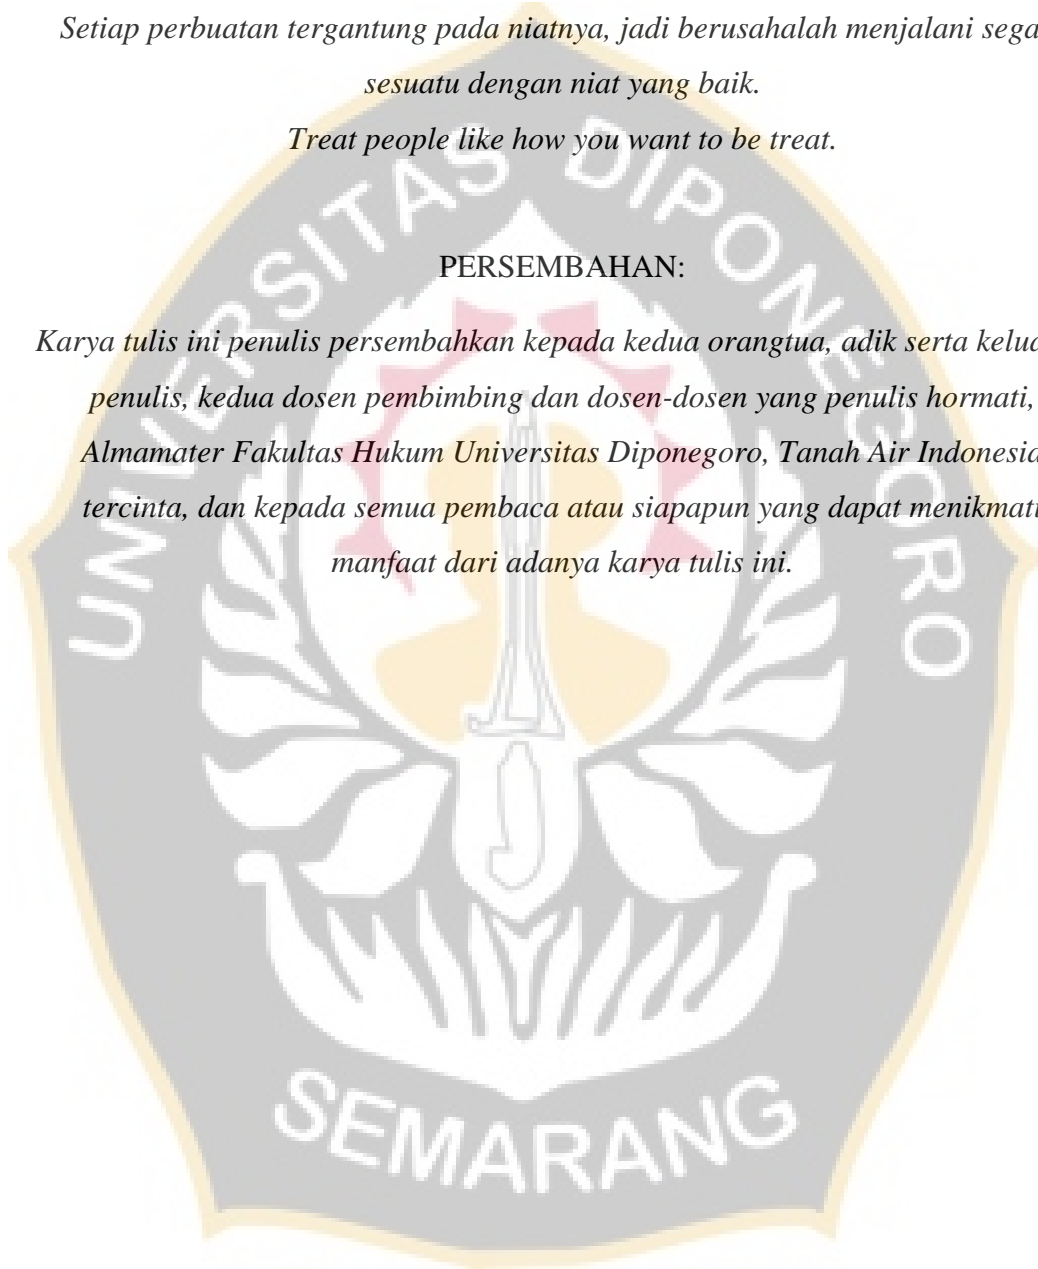 Setiap perbuatan tergantung pada niatnya, jadi berusahalah menjalani sega
sesuatu dengan niat yang baik.
Treat people like how you want to be treat.
UNIVERSITAS DIPONEGORO
PERSEMBAHAN:
Karya tulis ini penulis persembahkan kepada kedua orangtua, adik serta kelua
penulis, kedua dosen pembimbing dan dosen-dosen yang penulis hormati,
Almamater Fakultas Hukum Universitas Diponegoro, Tanah Air Indonesia
tercinta, dan kepada semua pembaca atau siapapun yang dapat menikmati
manfaat dari adanya karya tulis ini.
SEMARANG